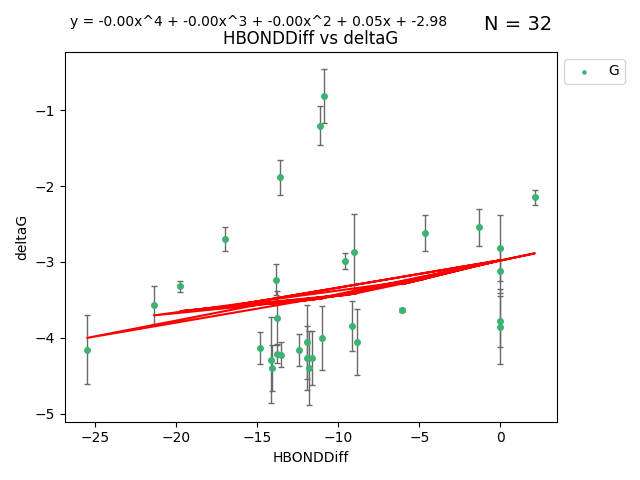 y = -0.00x^4 + -0.00x^3 + -0.00x^2 + 0.05x + -2.98
N = 32
HBONDDiff vs deltaG
G
−1
−2
−3
−4
−5
deltaG
−25
−20
−15
−10
−5
0
HBONDDiff